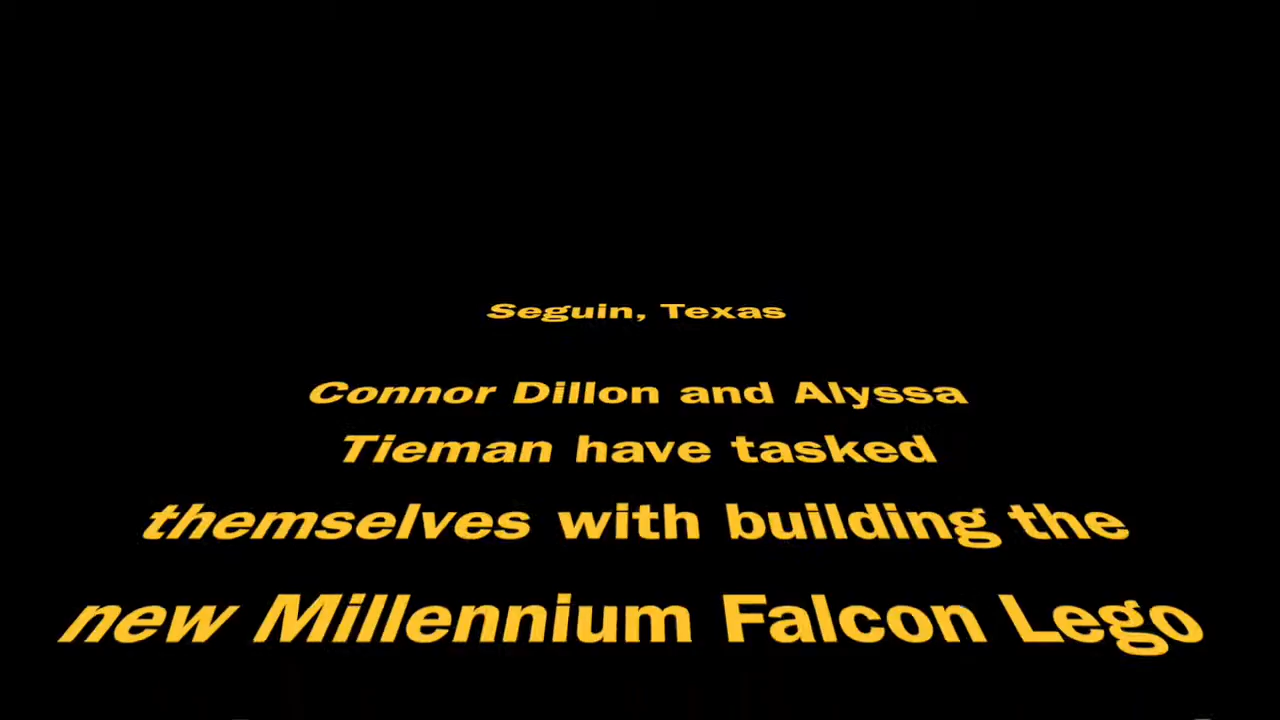 Seguin, Texas
Connor Dillon and Alyssa
Tieman have tasked
themselves with building the
new Millennium Falcon Lego